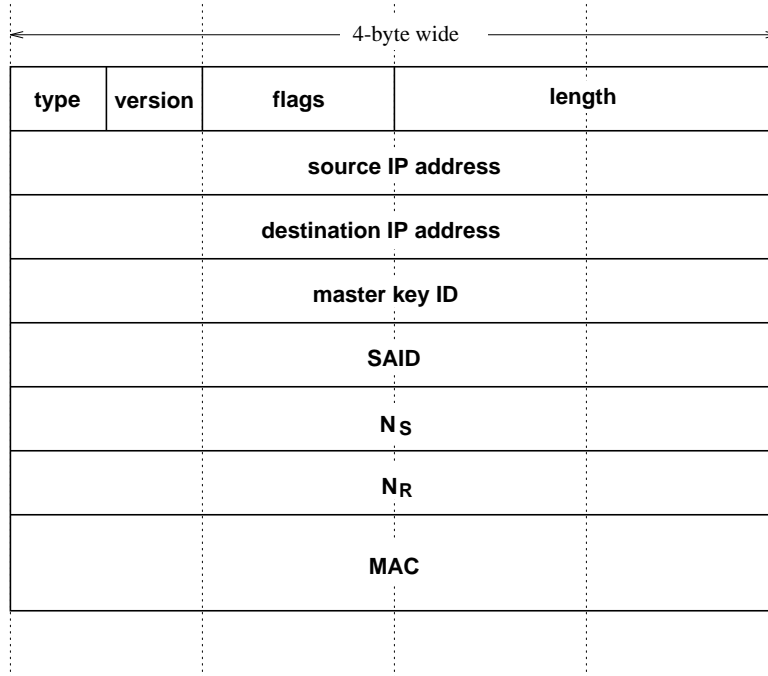 4-byte wide
type version flags length
source IP address
destination IP address
master key ID
SAID
NS
NR
MAC